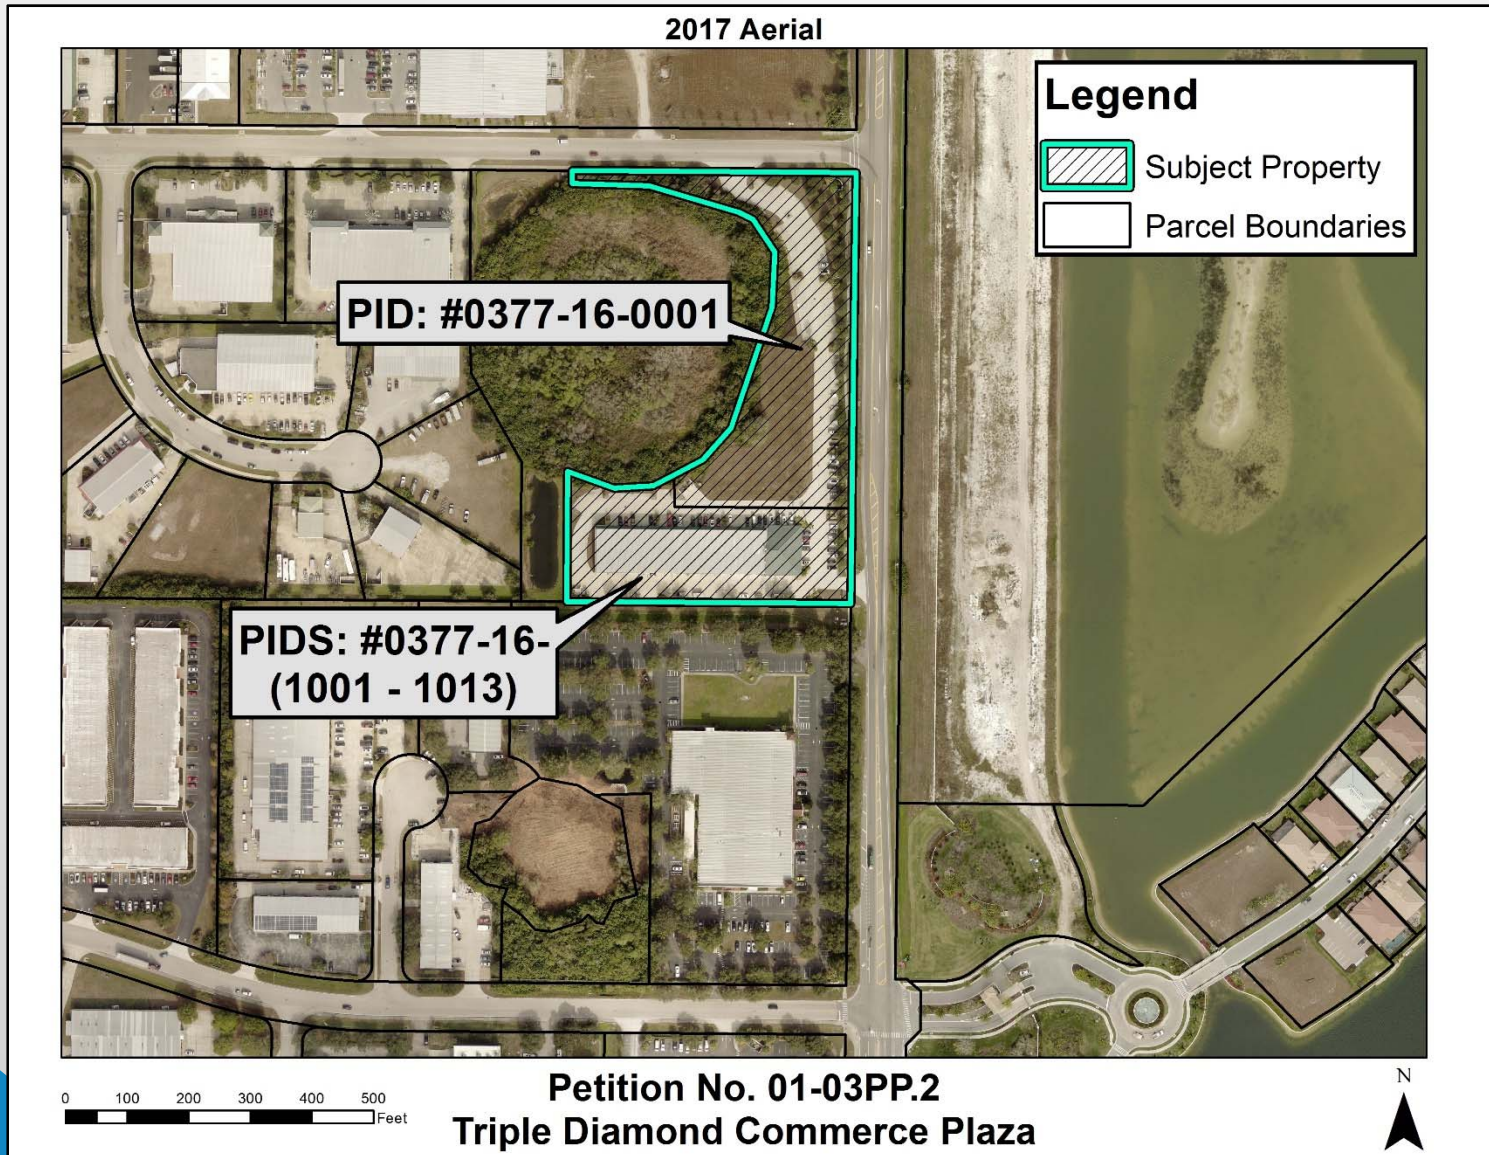 2017 Aerial
Legend
Subject Property
Parcel Boundaries
PID: #0377-16-0001
PIDS: #0377-16-
(1001 - 1013)
0 100 200 300 400 500
Feet
Petition No. 01-03PP.2
Triple Diamond Commerce Plaza
N